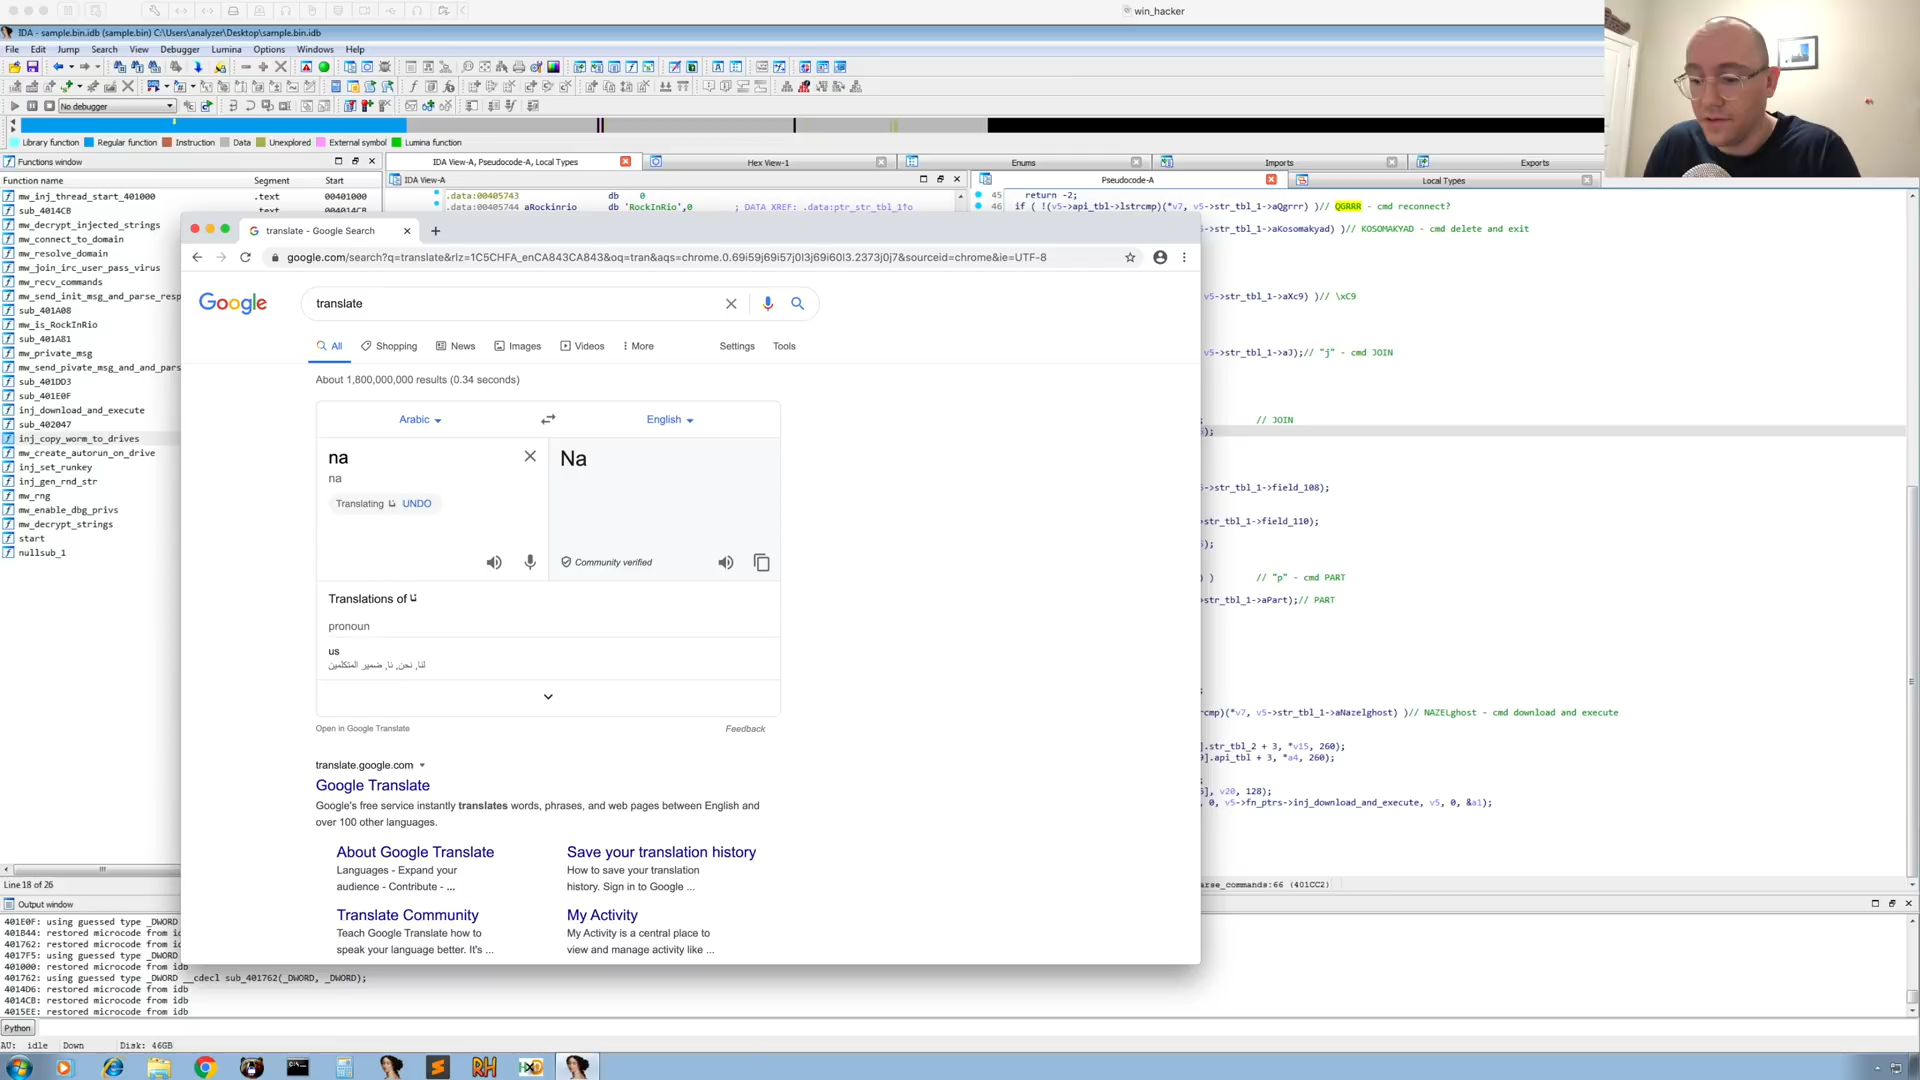 win_hacker
IDA - sample.bin.idb (sample.bin) C:\Users\analyzer\Desktop\sample.bin.idb
File Edit Jump Search View Debugger Lumina Options Windows Help
No debugger
Library function Regular function Instruction Data Unexplored External symbol Lumina function
Functions window
IDA View-A, Pseudocode-A, Local Types
Hex View-1
Enums
Imports
Exports
Function name Segment Start
IDA View-A
Pseudocode-A
Local Types
mw_inj_thread_start_401000 .text 00401000
sub_4014CB .text 004014CB
mw_decrypt_injected_strings
mw_connect_to_domain
mw_resolve_domain
mw_join_irc_user_pass_virus
mw_recv_commands
mw_send_init_msg_and_parse_resp
sub_401A08
mw_is_RockInRio
sub_401A81
mw_private_msg
mw_send_pivate_msg_and_and_pars
sub_401DD3
sub_401E0F
inj_download_and_execute
sub_402047
inj_copy_worm_to_drives
mw_create_autorun_on_drive
inj_set_runkey
inj_gen_rnd_str
mw_rng
mw_enable_dbg_privs
mw_decrypt_strings
start
nullsub_1
Line 18 of 26
.data:00405743 db 0
.data:00405744 aRockinrio db 'RockInRio',0 ; DATA XREF: .data:ptr_str_tbl_1↑o
45 return -2;
46 if ( !(v5->api_tbl->lstrcmp)(*v7, v5->str_tbl_1->aQgrrr) )// QGRRR - cmd reconnect?
->str_tbl_1->aKosomakyad) )// KOSOMAKYAD - cmd delete and exit
v5->str_tbl_1->aXc9) )// \xC9
v5->str_tbl_1->aJ);// "j" - cmd JOIN
; // JOIN
);
->str_tbl_1->field_108);
->str_tbl_1->field_110);
);
) ) // "p" - cmd PART
->str_tbl_1->aPart);// PART
;
cmp)(*v7, v5->str_tbl_1->aNazelghost) )// NAZELghost - cmd download and execute
].str_tbl_2 + 3, *v15, 260);
].api_tbl + 3, *a4, 260);
;
], v20, 128);
, 0, v5->fn_ptrs->inj_download_and_execute, v5, 0, &a1);
arse_commands:66 (401CC2)
translate - Google Search
google.com/search?q=translate&rlz=1C5CHFA_enCA843CA843&oq=tran&aqs=chrome.0.69i59j69i57j0l3j69i60l3.2373j0j7&sourceid=chrome&ie=UTF-8
Google
translate
All Shopping News Images Videos More Settings Tools
About 1,800,000,000 results (0.34 seconds)
Arabic English
na
na
Translating نا UNDO
Na
Community verified
Translations of نا
pronoun
us
لنا, نحن, نا, ضمير المتكلمين
Open in Google Translate Feedback
translate.google.com
Google Translate
Google's free service instantly translates words, phrases, and web pages between English and
over 100 other languages.
About Google Translate
Languages - Expand your
audience - Contribute - ...
Save your translation history
How to save your translation
history. Sign in to Google ...
Translate Community
Teach Google Translate how to
speak your language better. It's ...
My Activity
My Activity is a central place to
view and manage activity like ...
Output window
401E0F: using guessed type _DWORD
401B44: restored microcode from id
401762: restored microcode from id
4017F5: using guessed type _DWORD
401000: restored microcode from idb
401762: using guessed type _DWORD __cdecl sub_401762(_DWORD, _DWORD);
4014D6: restored microcode from idb
4014CB: restored microcode from idb
4015EE: restored microcode from idb
Python
AU: idle Down Disk: 46GB
RH
HxD